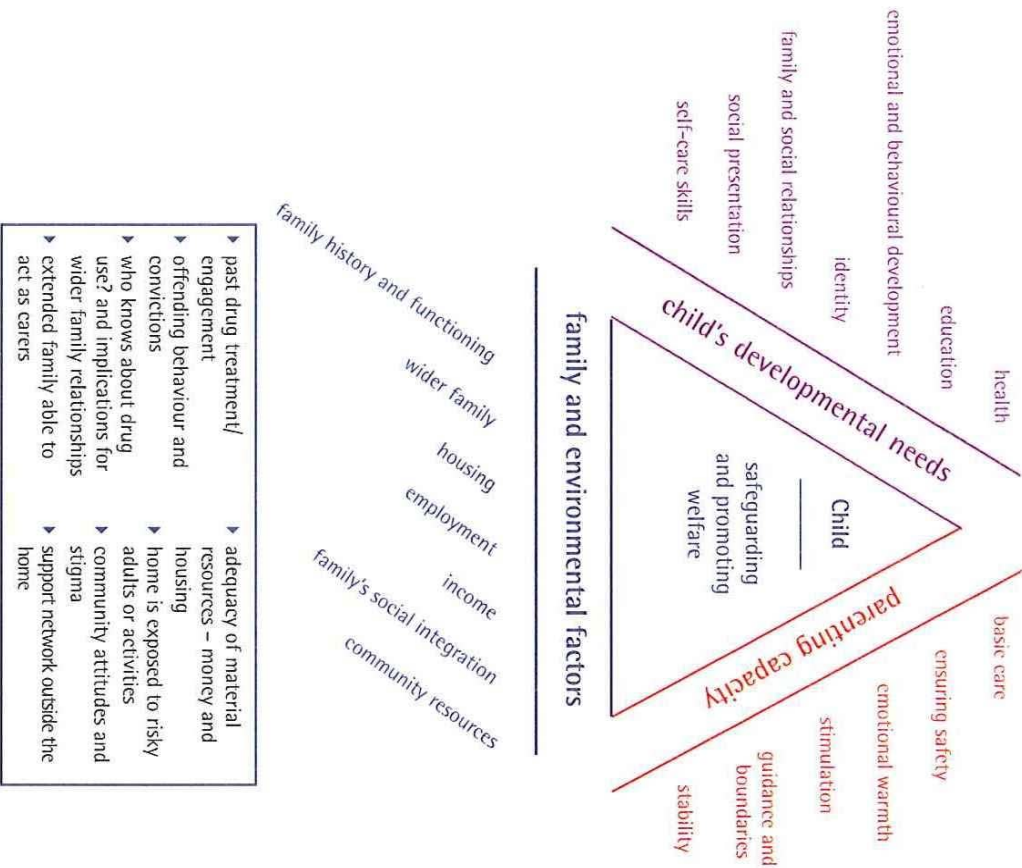 health
education
emotional and behavioural development
identity
family and social relationships
social presentation
self-care skills
child's developmental needs
Child
safeguarding
and promoting
welfare
parenting capacity
basic care
ensuring safety
emotional warmth
stimulation
guidance and
boundaries
stability
family and environmental factors
family history and functioning
wider family
housing
employment
income
family's social integration
community resources
▸ past drug treatment/
engagement
▸ offending behaviour and
convictions
▸ who knows about drug
use? and implications for
wider family relationships
▸ extended family able to
act as carers
▸ adequacy of material
resources – money and
housing
▸ home is exposed to risky
adults or activities
▸ community attitudes and
stigma
▸ support network outside the
home